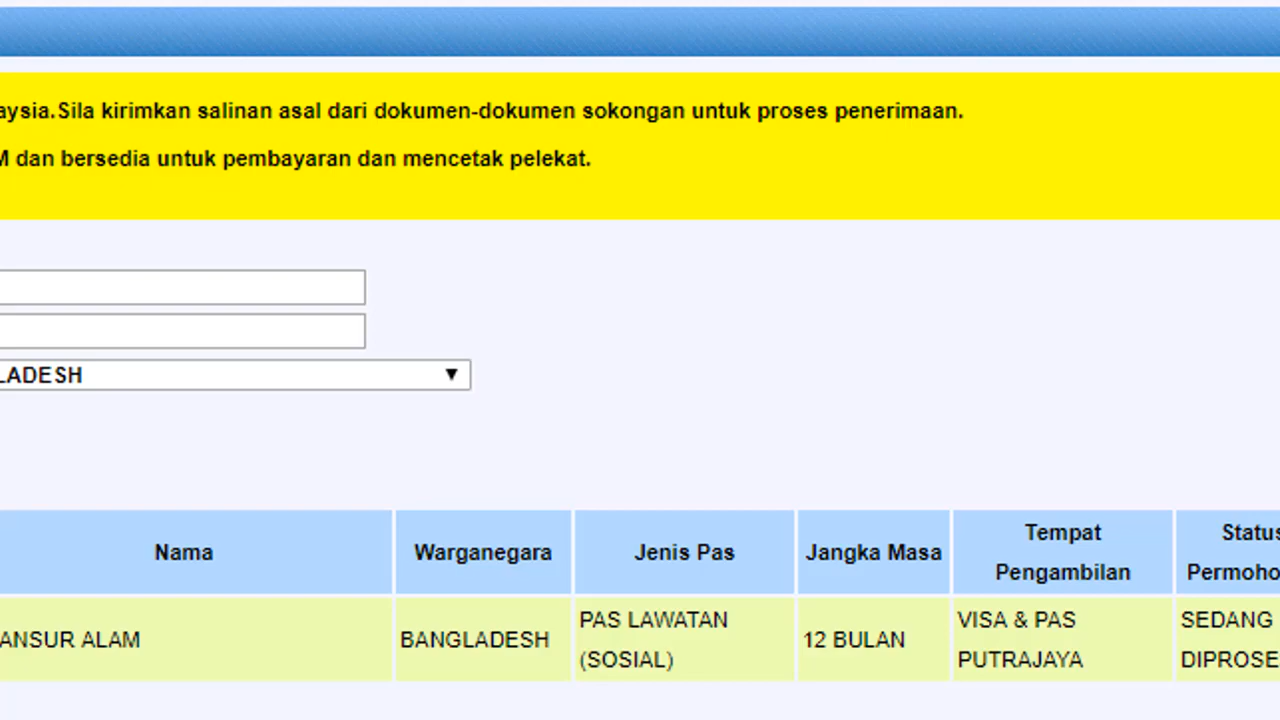 aysia.Sila kirimkan salinan asal dari dokumen-dokumen sokongan untuk proses penerimaan.
M dan bersedia untuk pembayaran dan mencetak pelekat.
LADESH
Nama
Warganegara
Jenis Pas
Jangka Masa
Tempat
Pengambilan
Status
Permoho
ANSUR ALAM
BANGLADESH
PAS LAWATAN
(SOSIAL)
12 BULAN
VISA & PAS
PUTRAJAYA
SEDANG
DIPROSE